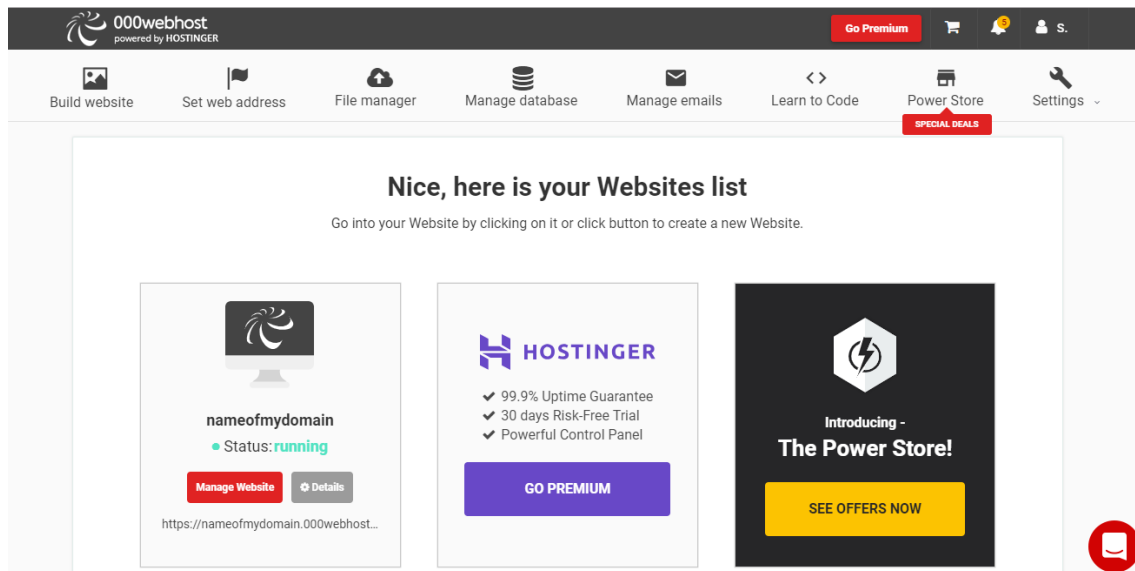 000webhost
powered by HOSTINGER
Go Premium
5
S.
Build website
Set web address
File manager
Manage database
Manage emails
Learn to Code
Power Store
Settings
SPECIAL DEALS
Nice, here is your Websites list
Go into your Website by clicking on it or click button to create a new Website.
nameofmydomain
Status: running
Manage Website
Details
https://nameofmydomain.000webhost...
HOSTINGER
99.9% Uptime Guarantee
30 days Risk-Free Trial
Powerful Control Panel
GO PREMIUM
Introducing -
The Power Store!
SEE OFFERS NOW